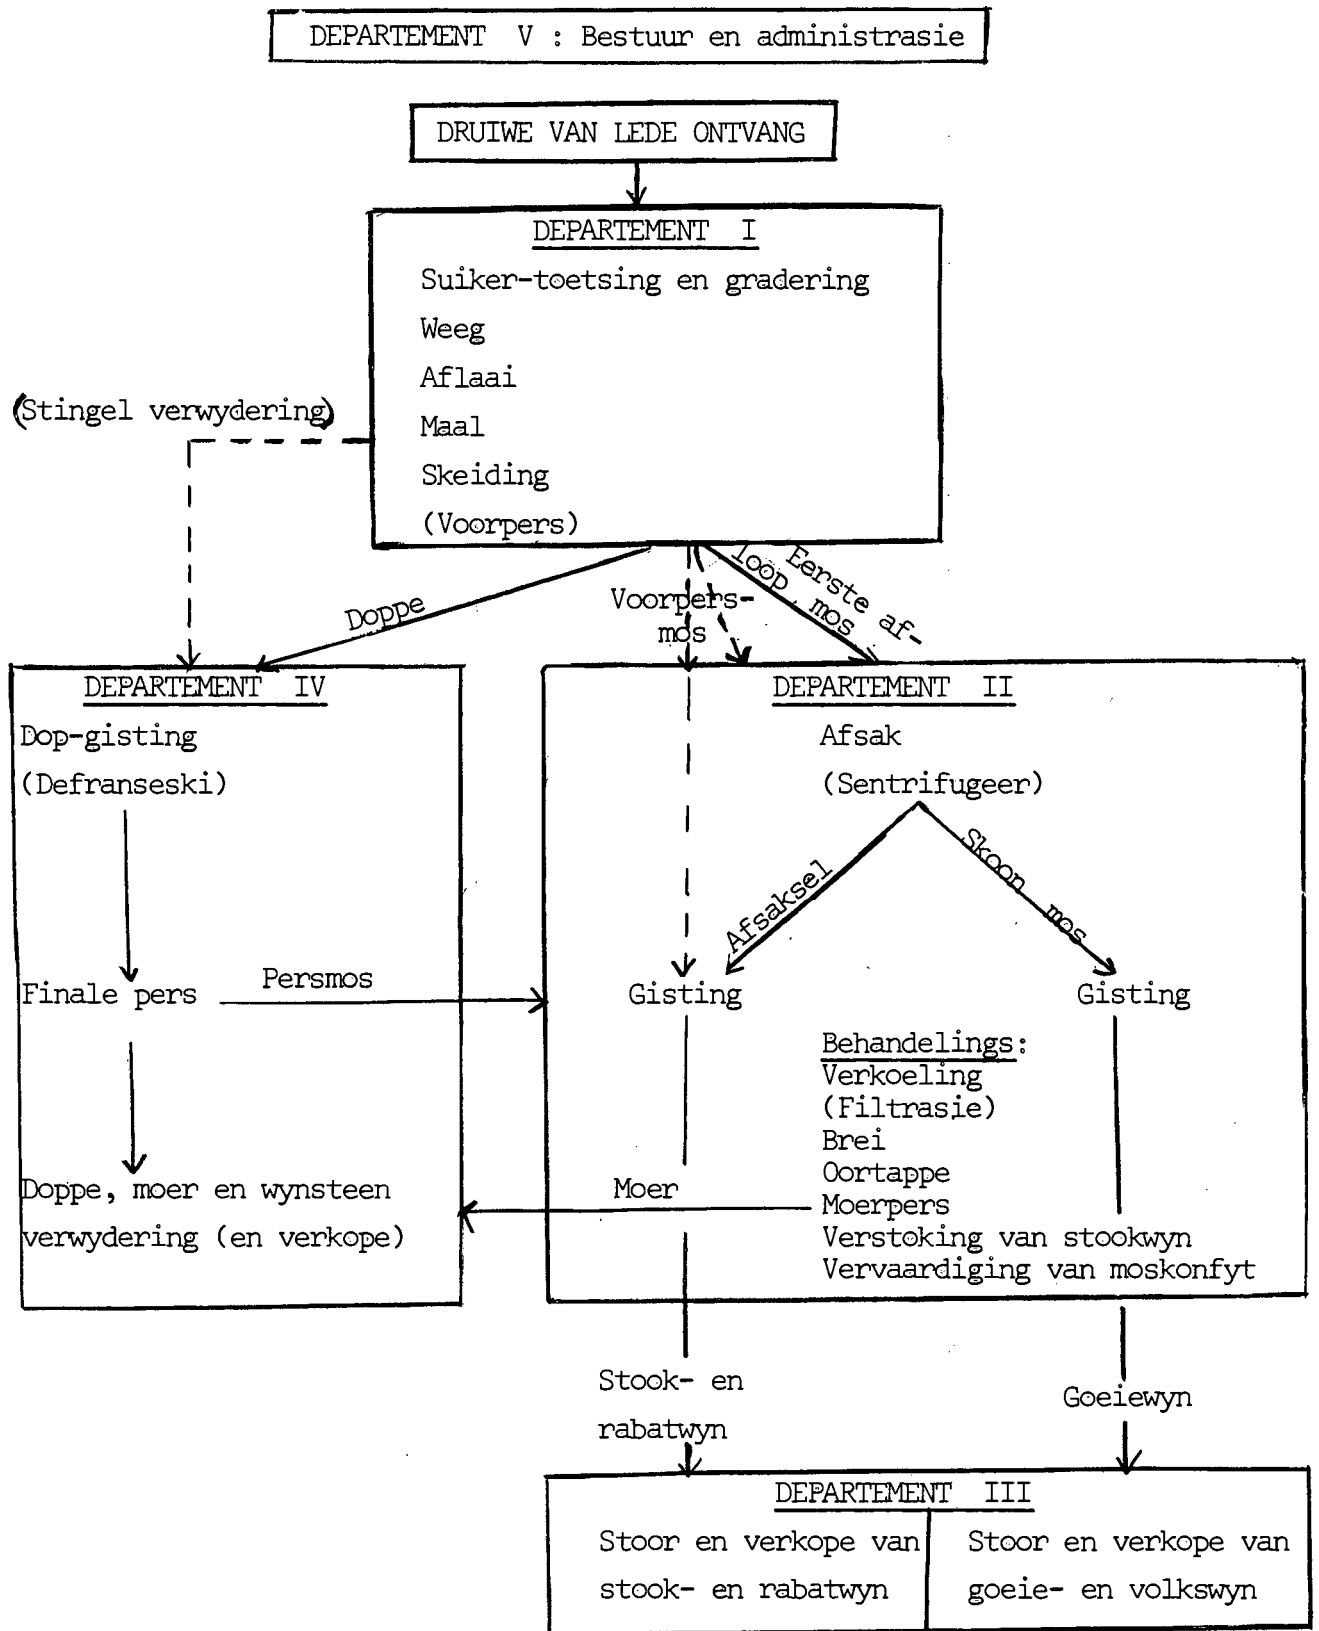 DEPARTEMENT V : Bestuur en administrasie
DRUIWE VAN LEDE ONTVANG
DEPARTEMENT I
Suiker-toetsing en gradering
Weeg
Aflaai
(Stingel verwydering)
Maal
Skeiding
(Voorpers)
Doppe
Voorpers-
mos
Eerste af-
loop mos
DEPARTEMENT IV
Dop-gisting
(Defranseski)
Finale pers
Persmos
Doppe, moer en wynsteen
verwydering (en verkope)
DEPARTEMENT II
Afsak
(Sentrifugeer)
Afsaksel
Skoon mos
Gisting
Gisting
Behandelings:
Verkoeling
(Filtrasie)
Brei
Oortappe
Moer
Moerpers
Verstoking van stookwyn
Vervaardiging van moskonfyt
Stook- en
rabatwyn
Goeiewyn
DEPARTEMENT III
Stoor en verkope van
stook- en rabatwyn
Stoor en verkope van
goeie- en volkswyn